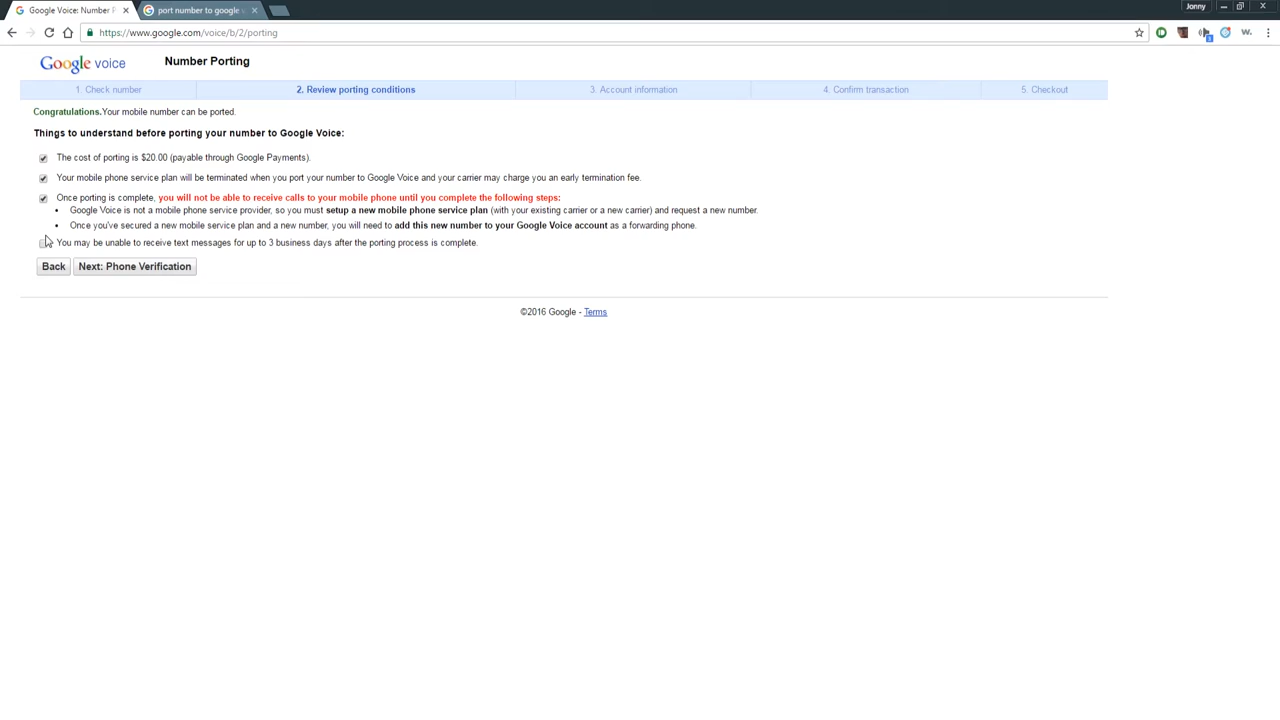 Google Voice: Number P
port number to google v
Jonny
https://www.google.com/voice/b/2/porting
Google voice
Number Porting
1. Check number
2. Review porting conditions
3. Account information
4. Confirm transaction
5. Checkout
Congratulations.Your mobile number can be ported.
Things to understand before porting your number to Google Voice:
The cost of porting is $20.00 (payable through Google Payments).
Your mobile phone service plan will be terminated when you port your number to Google Voice and your carrier may charge you an early termination fee.
Once porting is complete, you will not be able to receive calls to your mobile phone until you complete the following steps:
• Google Voice is not a mobile phone service provider, so you must setup a new mobile phone service plan (with your existing carrier or a new carrier) and request a new number.
• Once you've secured a new mobile service plan and a new number, you will need to add this new number to your Google Voice account as a forwarding phone.
You may be unable to receive text messages for up to 3 business days after the porting process is complete.
Back
Next: Phone Verification
©2016 Google - Terms